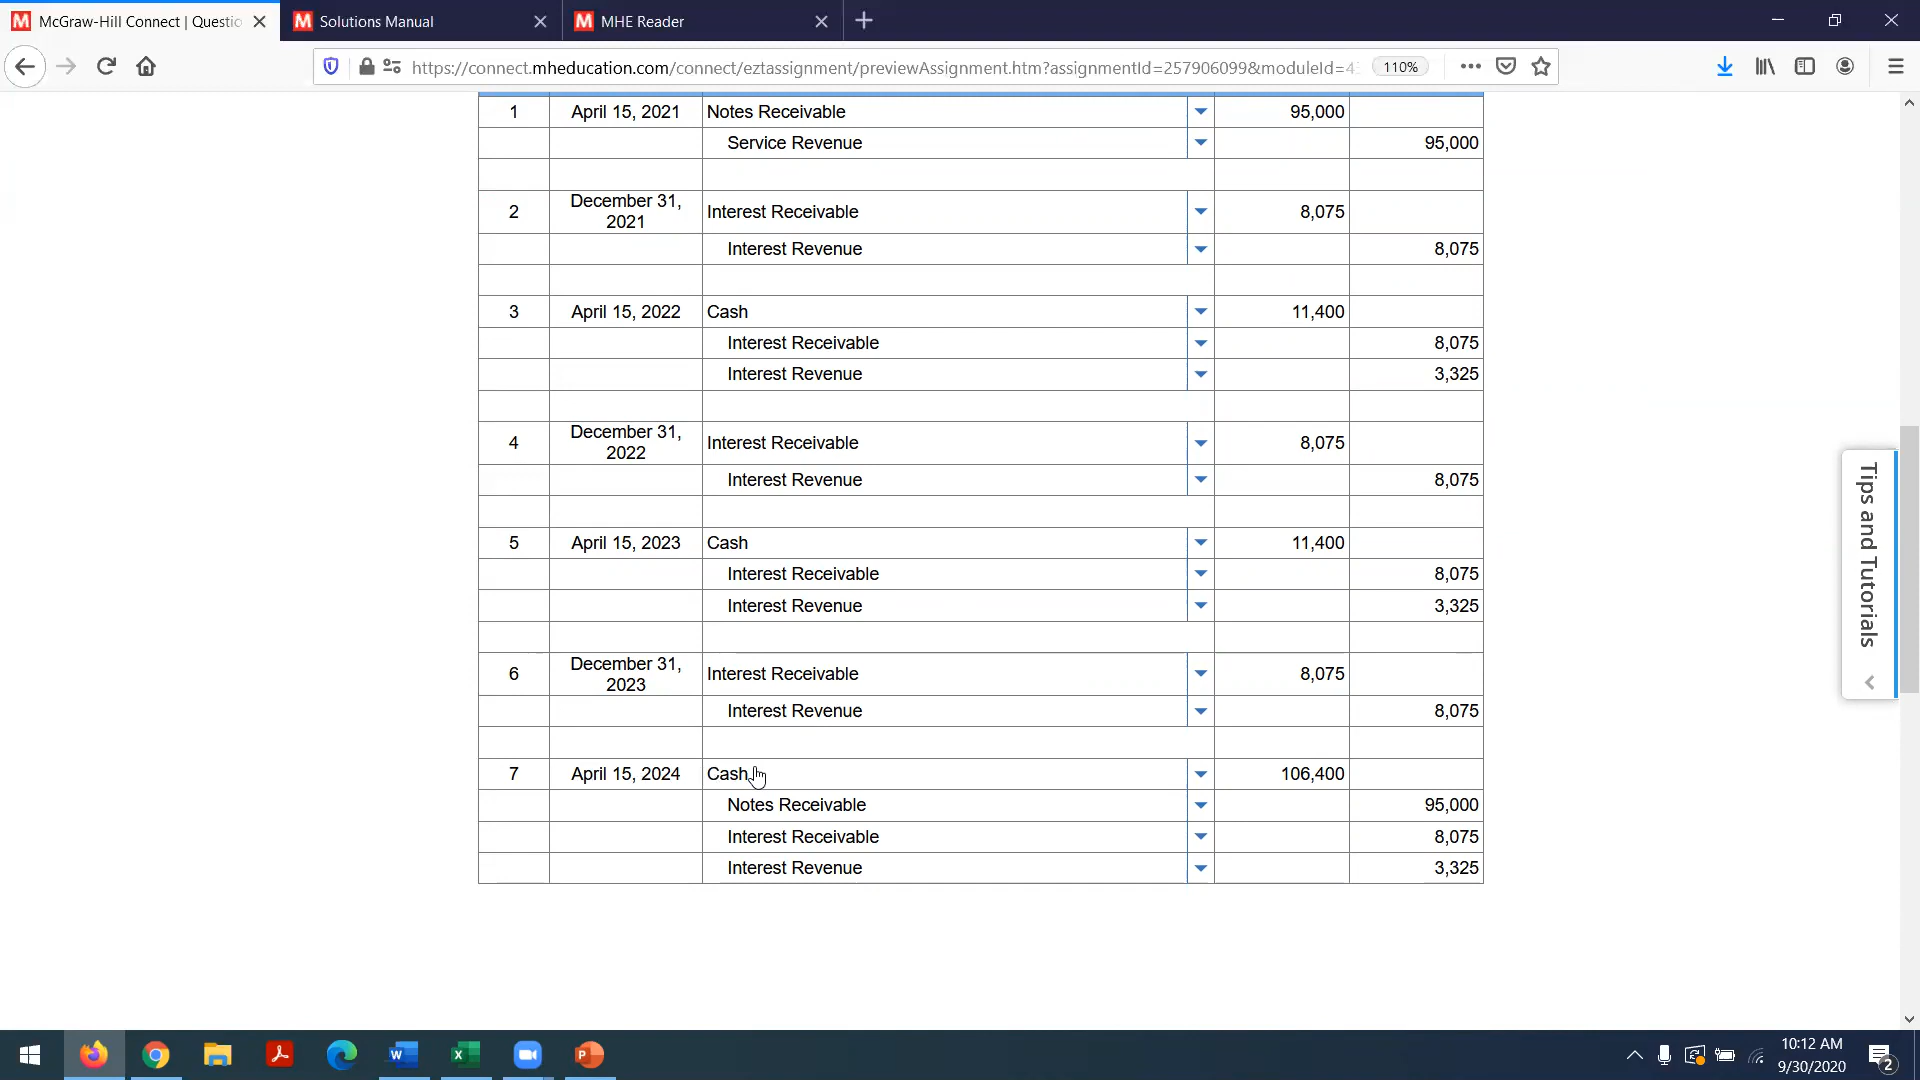 McGraw-Hill Connect | Questio
Solutions Manual
MHE Reader
https://connect.mheducation.com/connect/eztassignment/previewAssignment.htm?assignmentId=257906099&moduleId=4
110%
1 April 15, 2021 Notes Receivable 95,000
Service Revenue 95,000
2 December 31, 2021 Interest Receivable 8,075
Interest Revenue 8,075
3 April 15, 2022 Cash 11,400
Interest Receivable 8,075
Interest Revenue 3,325
4 December 31, 2022 Interest Receivable 8,075
Interest Revenue 8,075
5 April 15, 2023 Cash 11,400
Interest Receivable 8,075
Interest Revenue 3,325
6 December 31, 2023 Interest Receivable 8,075
Interest Revenue 8,075
7 April 15, 2024 Cash 106,400
Notes Receivable 95,000
Interest Receivable 8,075
Interest Revenue 3,325
Tips and Tutorials
10:12 AM
9/30/2020
2